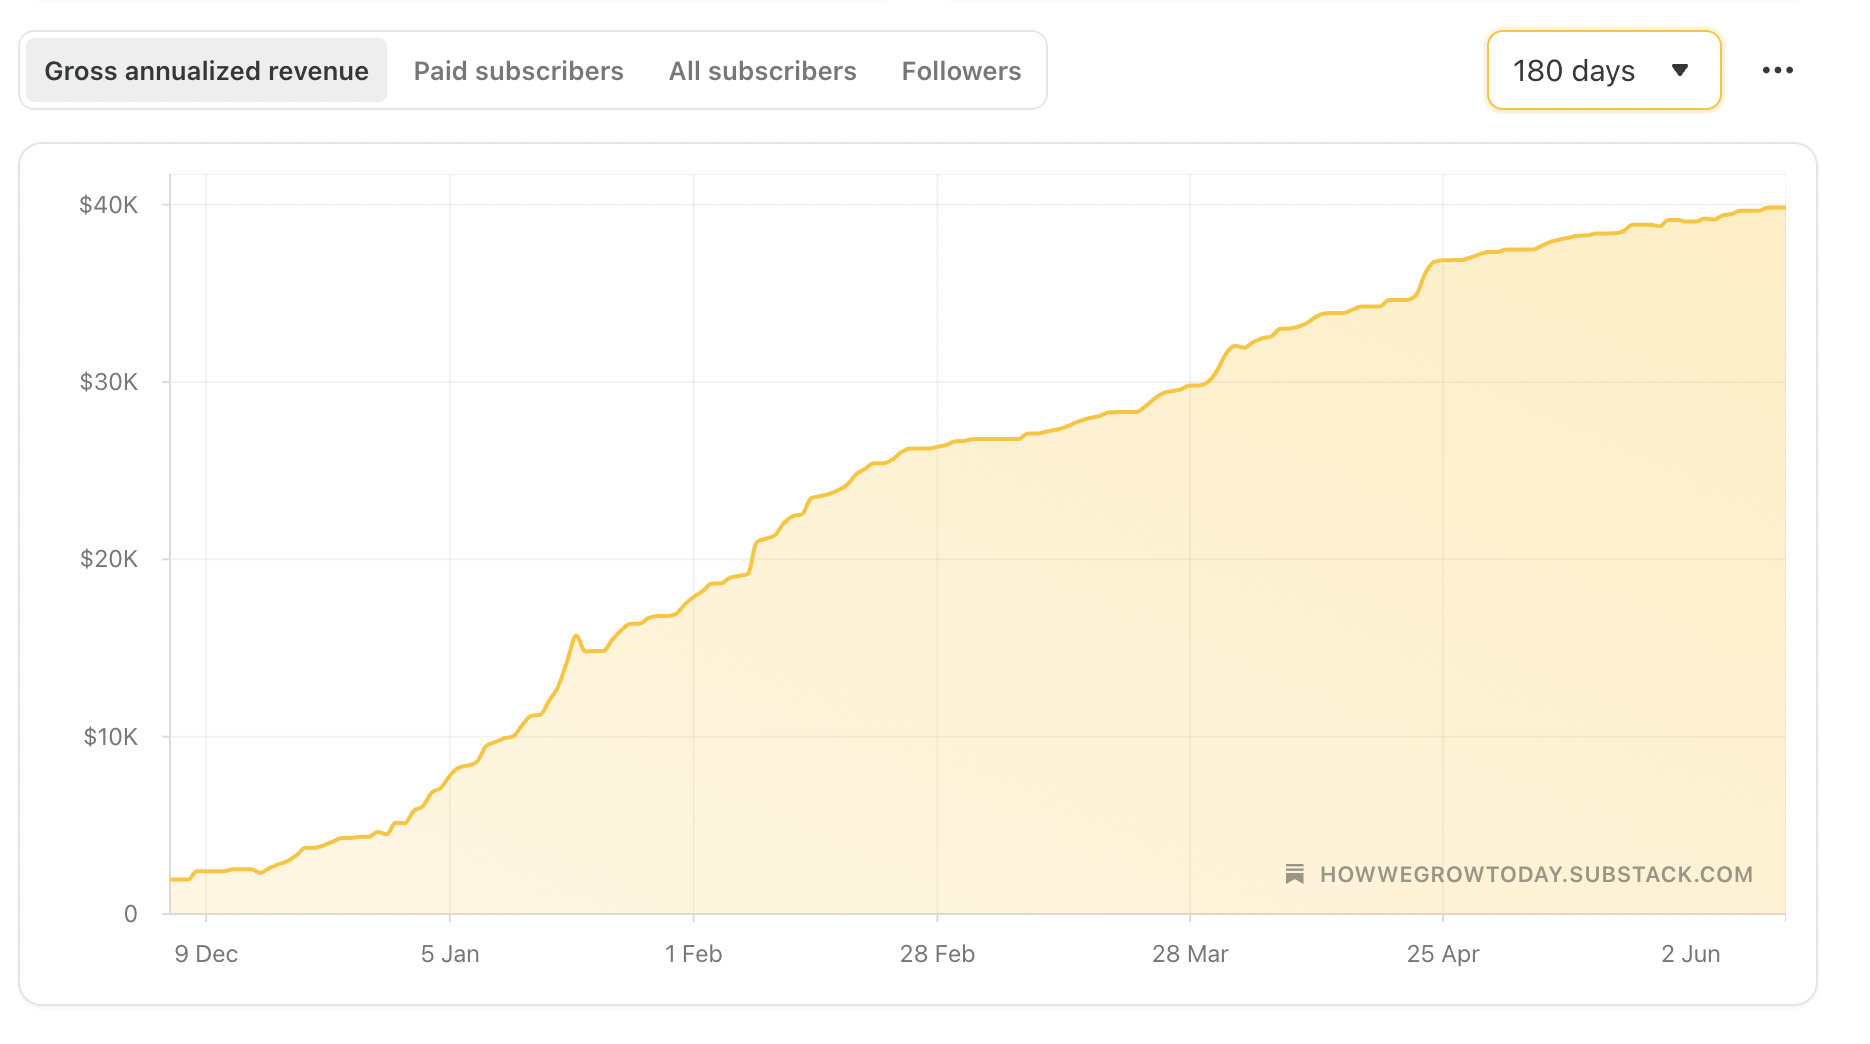 Gross annualized revenue
Paid subscribers
All subscribers
Followers
180 days
$40K
$30K
$20K
$10K
0
HOWWEGROWTODAY.SUBSTACK.COM
9 Dec
5 Jan
1 Feb
28 Feb
28 Mar
25 Apr
2 Jun